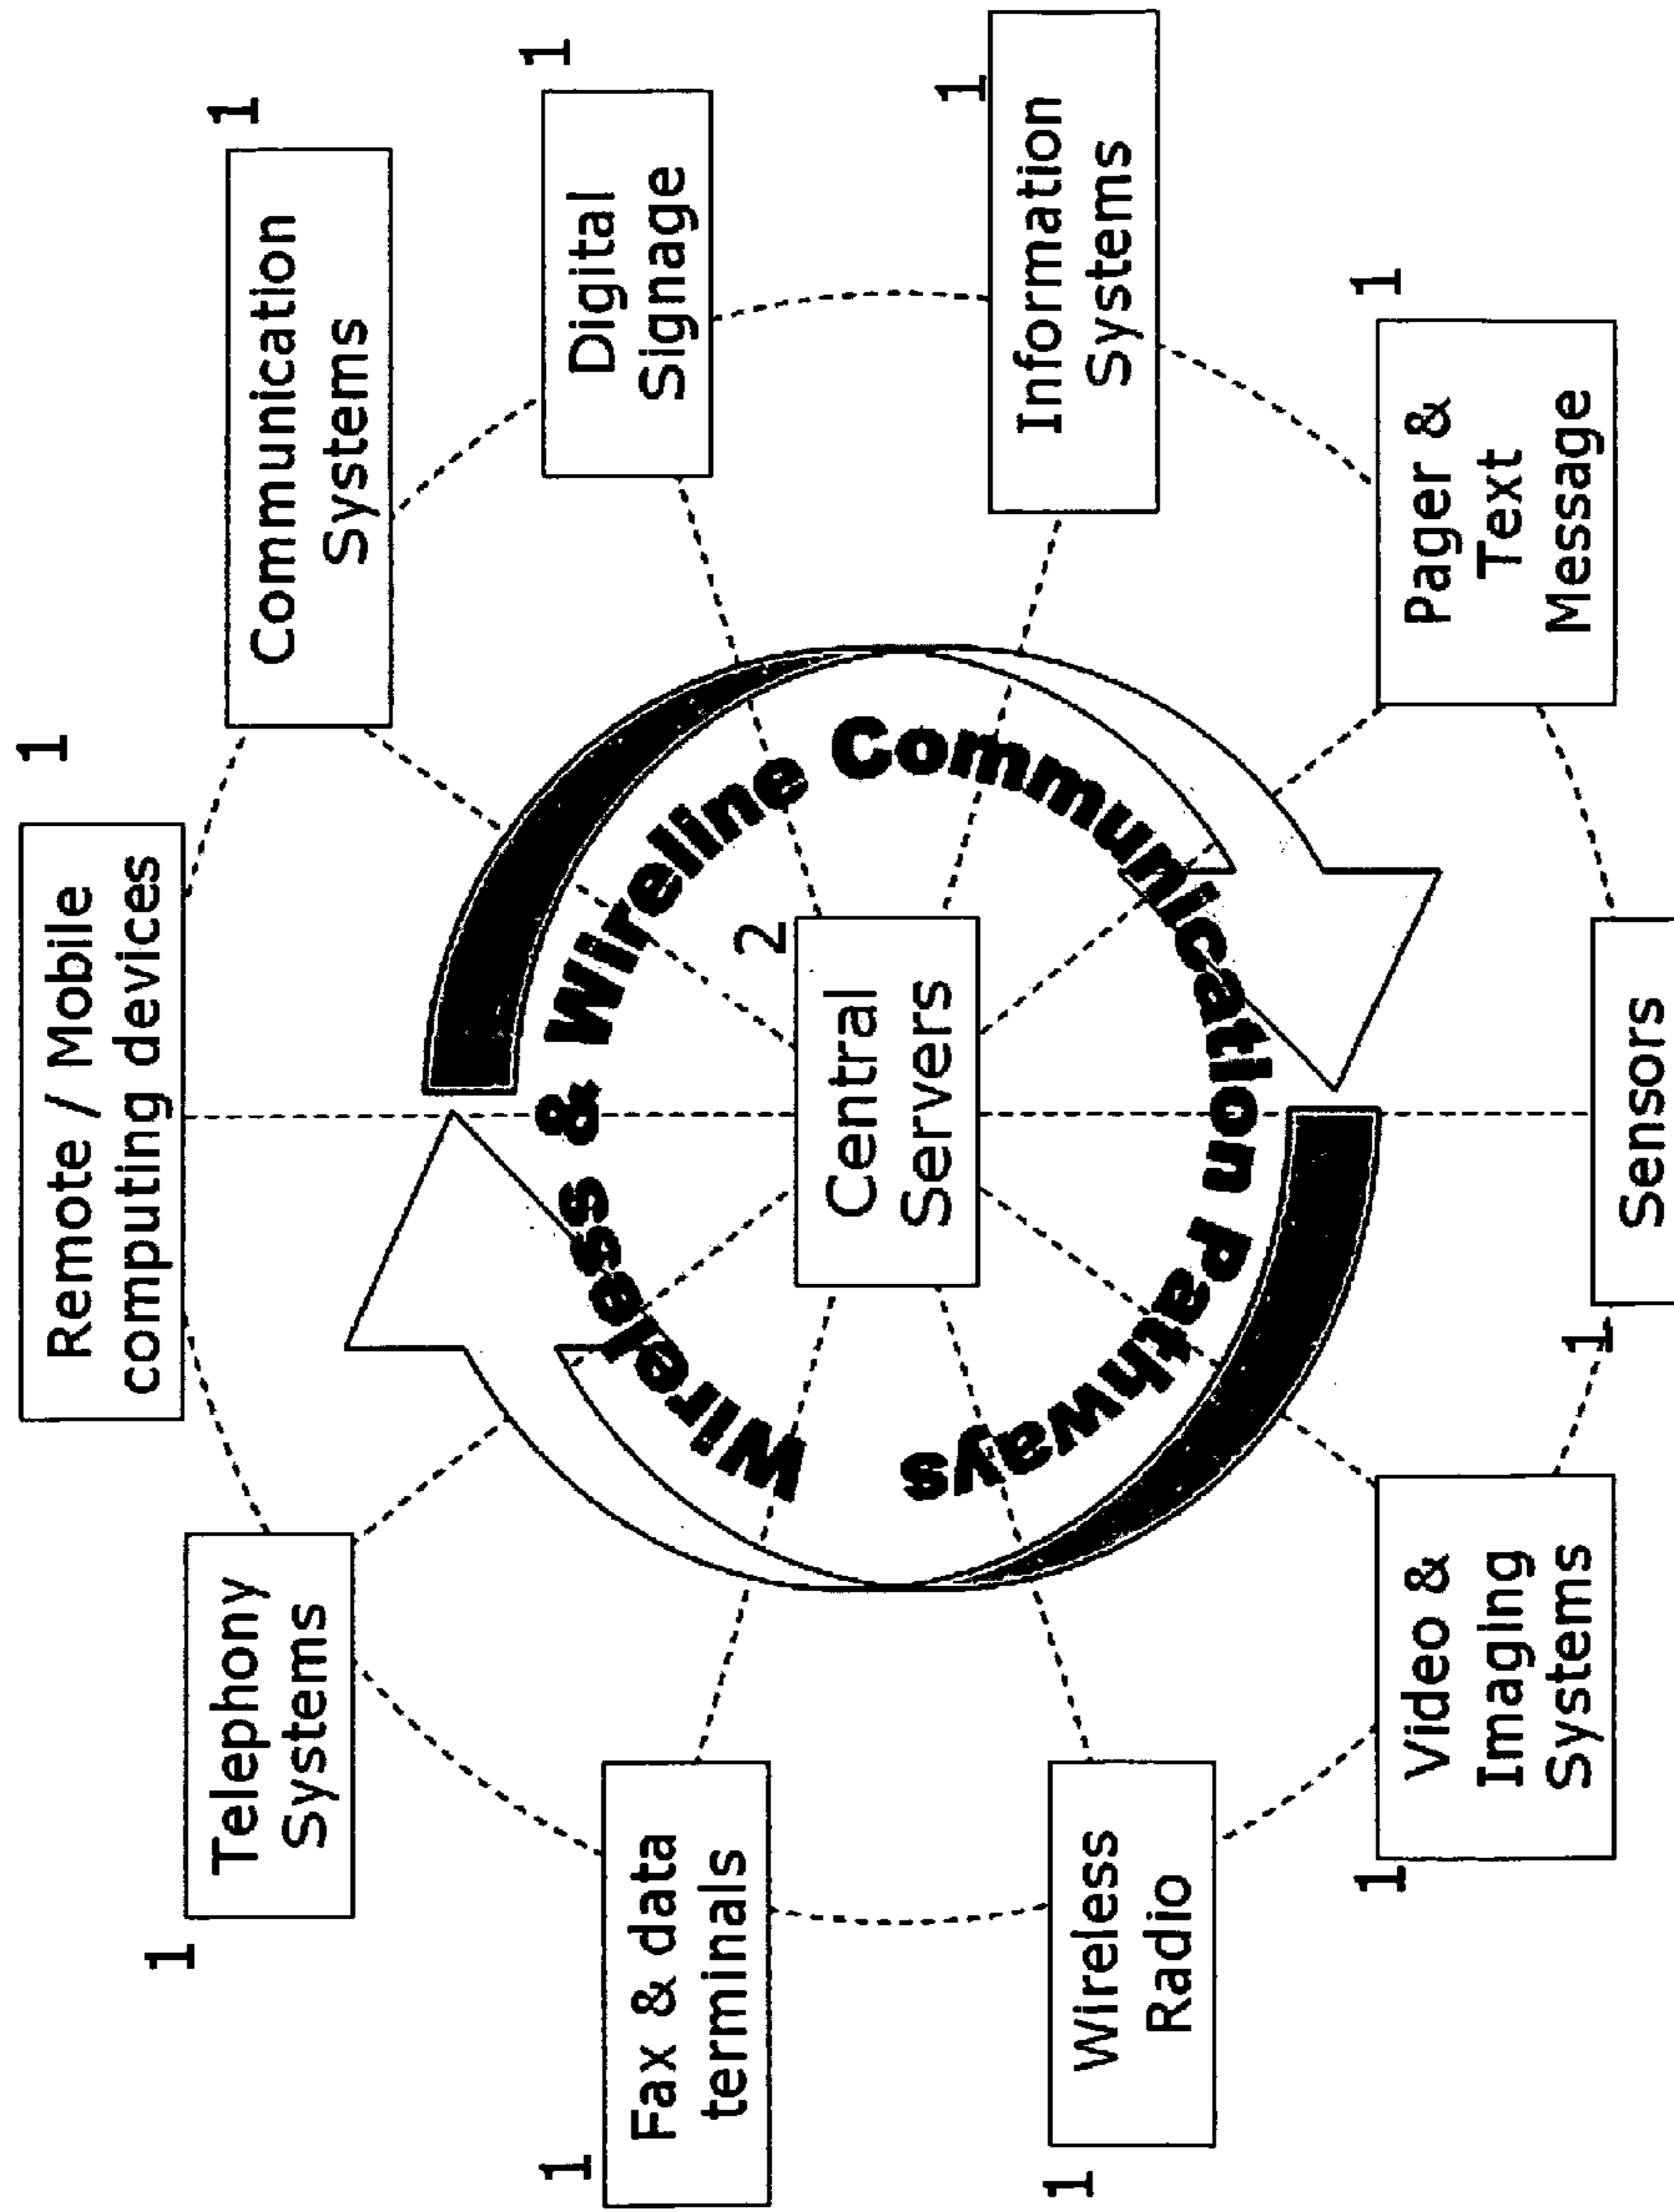 1
Remote / Mobile
computing devices
1
Communication
Systems
1
Digital
Signage
1
Information
Systems
1
Pager &
Text
Message
1
Sensors
1
Video &
Imaging
Systems
1
Wireless
Radio
1
Fax & data
terminals
1
Telephony
Systems
Wireless & Wireline Communication Pathways
2
Central
Servers